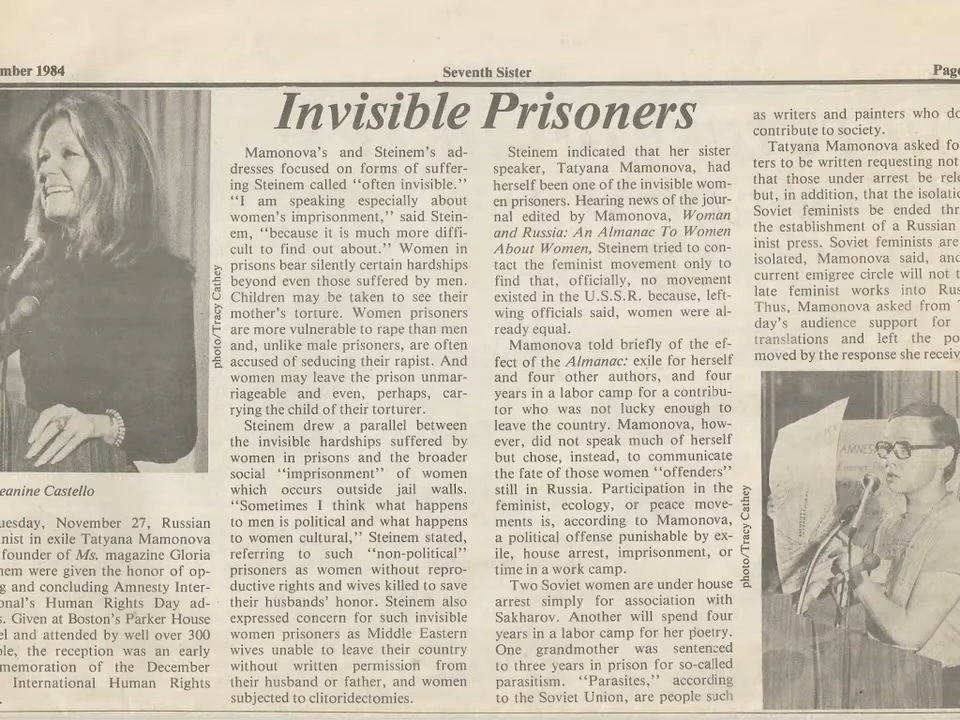 mber 1984
Seventh Sister
Page
Invisible Prisoners
photo/Tracy Cathey
eanine Castello
uesday, November 27, Russian
nist in exile Tatyana Mamonova
founder of Ms. magazine Gloria
nem were given the honor of op-
g and concluding Amnesty Inter-
onal's Human Rights Day ad-
s. Given at Boston's Parker House
el and attended by well over 300
ple, the reception was an early
memoration of the December
International Human Rights
Mamonova's and Steinem's ad-
dresses focused on forms of suffer-
ing Steinem called "often invisible."
"I am speaking especially about
women's imprisonment," said Stein-
em, "because it is much more diffi-
cult to find out about." Women in
prisons bear silently certain hardships
beyond even those suffered by men.
Children may be taken to see their
mother's torture. Women prisoners
are more vulnerable to rape than men
and, unlike male prisoners, are often
accused of seducing their rapist. And
women may leave the prison unmar-
riageable and even, perhaps, car-
rying the child of their torturer.
Steinem drew a parallel between
the invisible hardships suffered by
women in prisons and the broader
social "imprisonment" of women
which occurs outside jail walls.
"Sometimes I think what happens
to men is political and what happens
to women cultural," Steinem stated,
referring to such "non-political"
prisoners as women without repro-
ductive rights and wives killed to save
their husbands' honor. Steinem also
expressed concern for such invisible
women prisoners as Middle Eastern
wives unable to leave their country
without written permission from
their husband or father, and women
subjected to clitoridectomies.
Steinem indicated that her sister
speaker, Tatyana Mamonova, had
herself been one of the invisible wom-
en prisoners. Hearing news of the jour-
nal edited by Mamonova, Woman
and Russia: An Almanac To Women
About Women, Steinem tried to con-
tact the feminist movement only to
find that, officially, no movement
existed in the U.S.S.R. because, left-
wing officials said, women were al-
ready equal.
Mamonova told briefly of the ef-
fect of the Almanac: exile for herself
and four other authors, and four
years in a labor camp for a contribu-
tor who was not lucky enough to
leave the country. Mamonova, how-
ever, did not speak much of herself
but chose, instead, to communicate
the fate of those women "offenders"
still in Russia. Participation in the
feminist, ecology, or peace move-
ments is, according to Mamonova,
a political offense punishable by ex-
ile, house arrest, imprisonment, or
time in a work camp.
Two Soviet women are under house
arrest simply for association with
Sakharov. Another will spend four
years in a labor camp for her poetry.
One grandmother was sentenced
to three years in prison for so-called
parasitism. "Parasites," according
to the Soviet Union, are people such
as writers and painters who do
contribute to society.
Tatyana Mamonova asked fo
ters to be written requesting not
that those under arrest be rele
but, in addition, that the isolatio
Soviet feminists be ended thr
the establishment of a Russian
inist press. Soviet feminists are
isolated, Mamonova said, and
current emigree circle will not t
late feminist works into Rus
Thus, Mamonova asked from T
day's audience support for
translations and left the po
moved by the response she receiv
photo/Tracy Cathey
AMNES